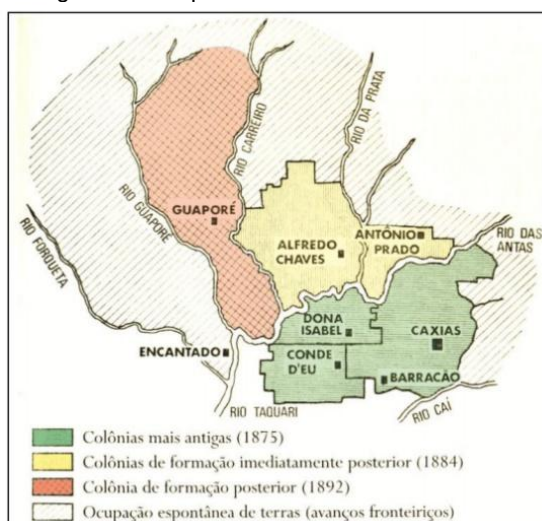 RIO DA PRATA
RIO CARREIRO
RIO GUAPORÉ
GUAPORÉ
ANTÔNIO
PRADO
RIO DAS
ANTAS
ALFREDO
CHAVES
RIO FORQUETA
DONA
ISABEL
CAXIAS
ENCANTADO
CONDE
D'EU
BARRACÃO
RIO TAQUARI
RIO CAÍ
Colônias mais antigas (1875)
Colônias de formação imediatamente posterior (1884)
Colônia de formação posterior (1892)
Ocupação espontânea de terras (avanços fronteiriços)